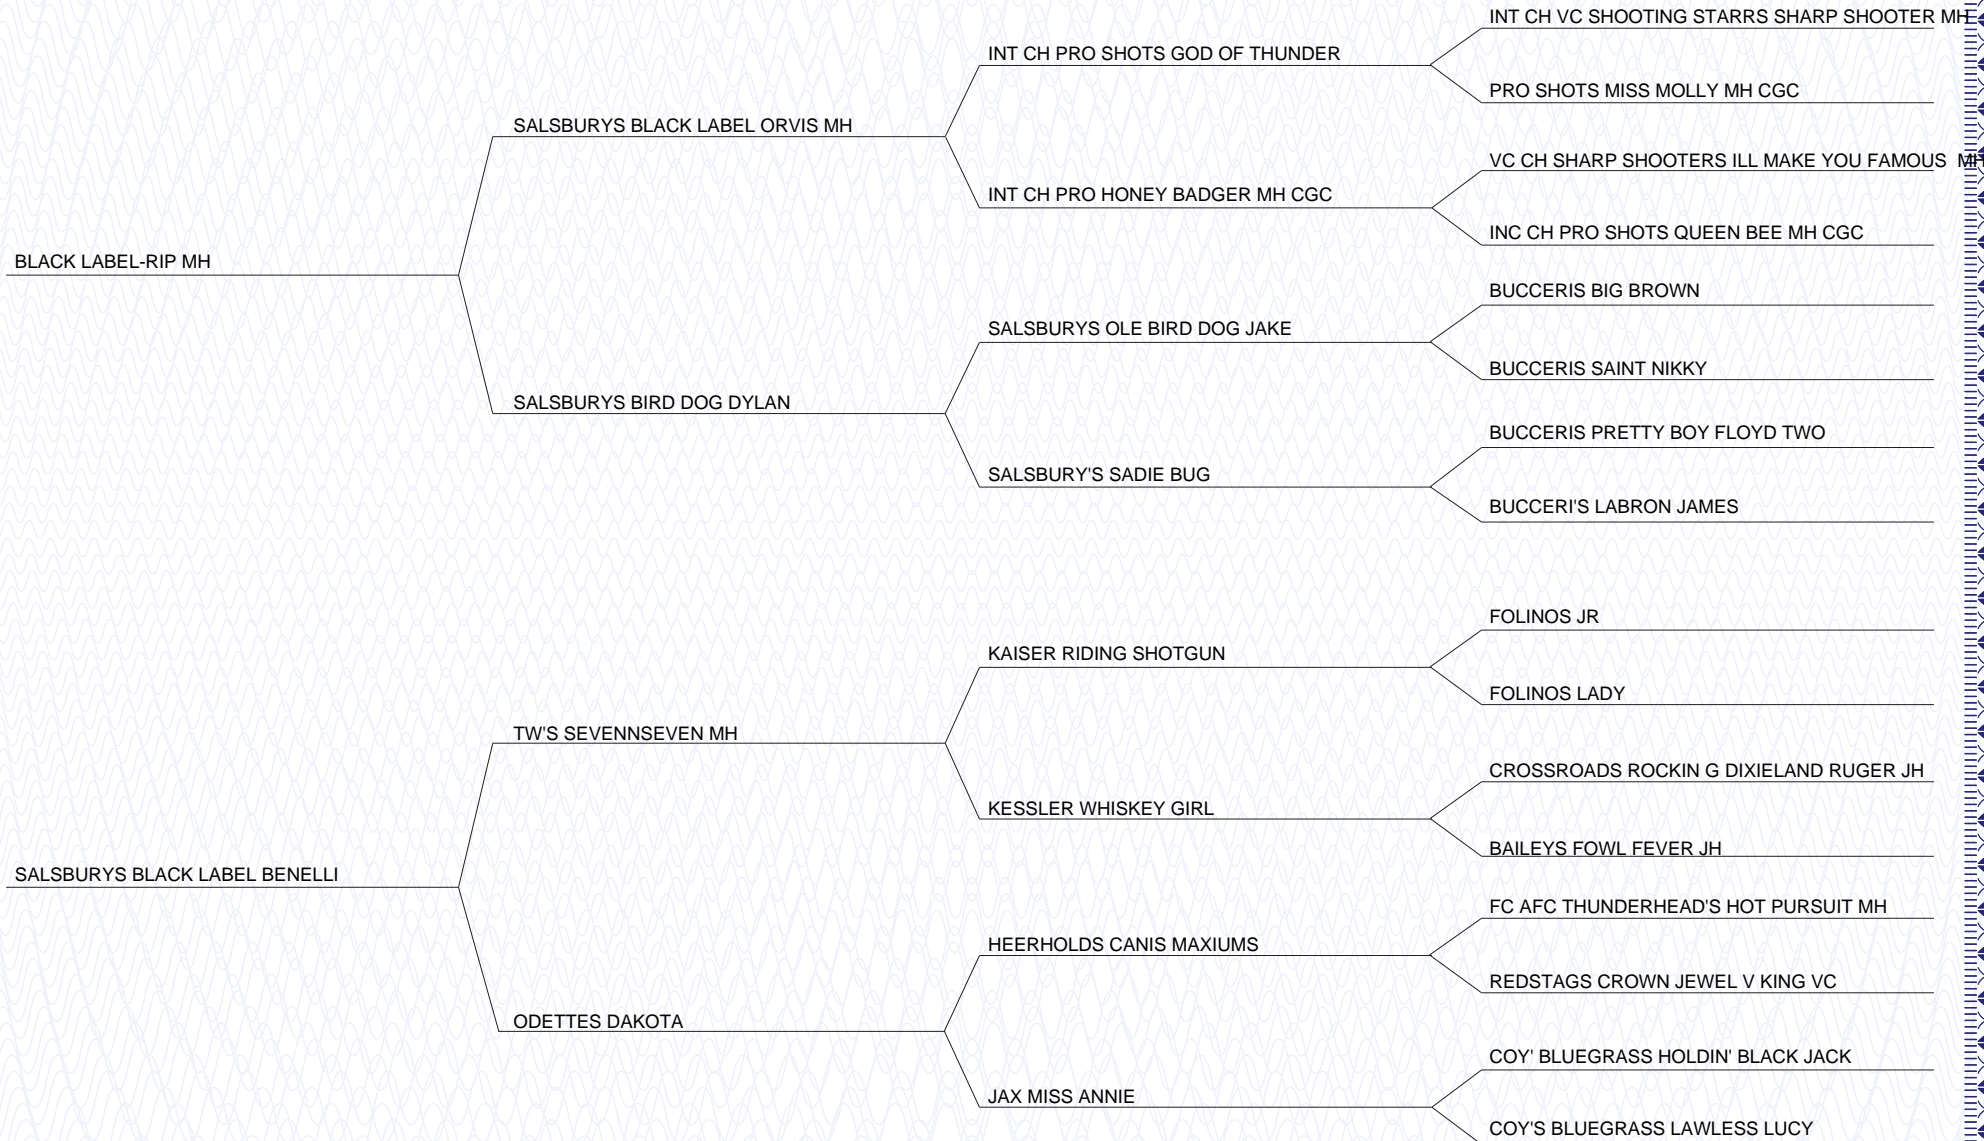 INT CH VC SHOOTING STARRS SHARP SHOOTER MH
INT CH PRO SHOTS GOD OF THUNDER
PRO SHOTS MISS MOLLY MH CGC
SALSBURYS BLACK LABEL ORVIS MH
VC CH SHARP SHOOTERS ILL MAKE YOU FAMOUS MH
INT CH PRO HONEY BADGER MH CGC
INC CH PRO SHOTS QUEEN BEE MH CGC
BLACK LABEL-RIP MH
BUCCERIS BIG BROWN
SALSBURYS OLE BIRD DOG JAKE
BUCCERIS SAINT NIKKY
SALSBURYS BIRD DOG DYLAN
BUCCERIS PRETTY BOY FLOYD TWO
SALSBURY'S SADIE BUG
BUCCERI'S LABRON JAMES
FOLINOS JR
KAISER RIDING SHOTGUN
FOLINOS LADY
TW'S SEVENNSEVEN MH
CROSSROADS ROCKIN G DIXIELAND RUGER JH
KESSLER WHISKEY GIRL
BAILEYS FOWL FEVER JH
SALSBURYS BLACK LABEL BENELLI
FC AFC THUNDERHEAD'S HOT PURSUIT MH
HEERHOLDS CANIS MAXIUMS
REDSTAGS CROWN JEWEL V KING VC
ODETTES DAKOTA
COY' BLUEGRASS HOLDIN' BLACK JACK
JAX MISS ANNIE
COY'S BLUEGRASS LAWLESS LUCY